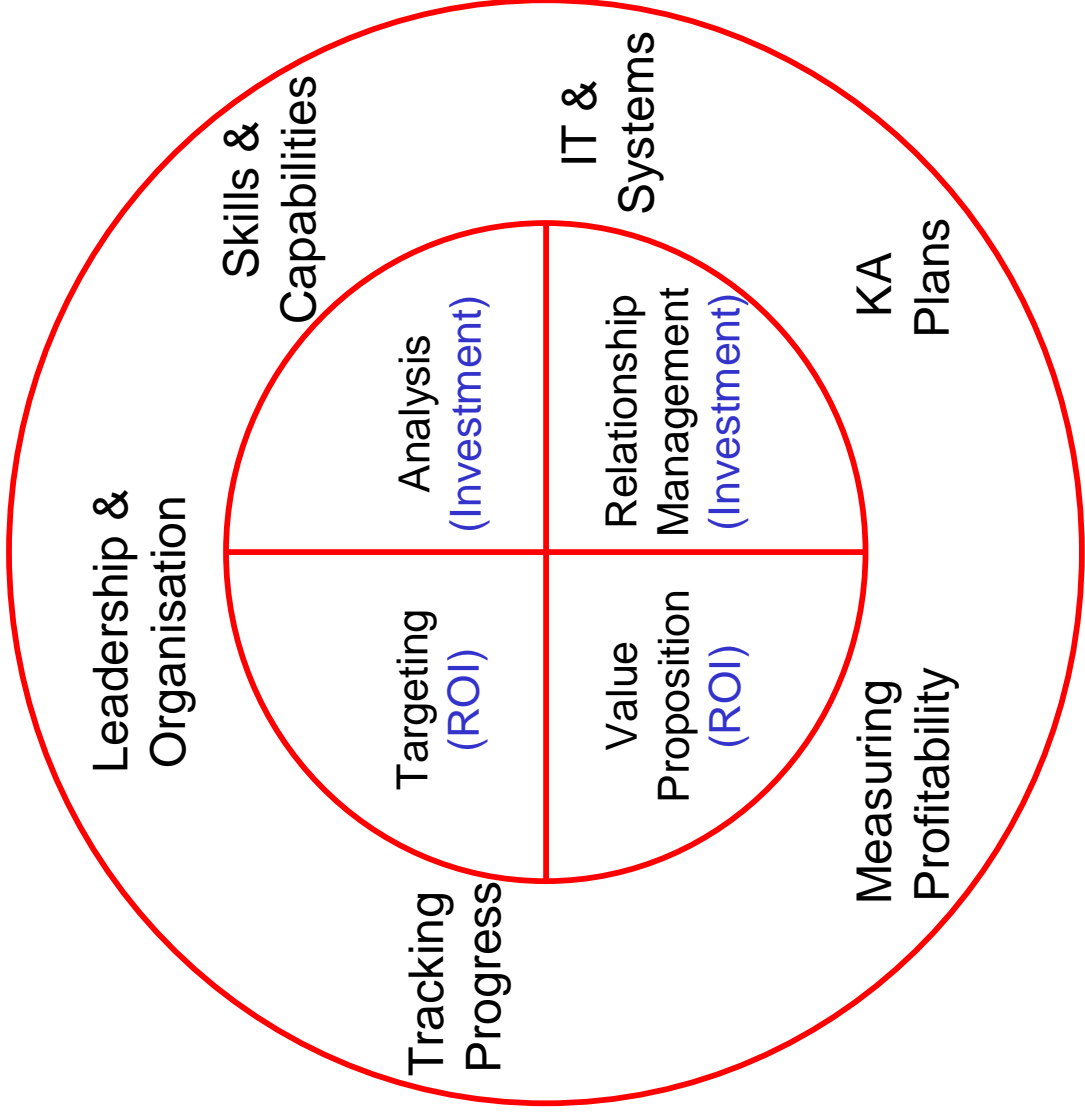 Leadership &
Organisation
Skills &
Capabilities
Tracking
Progress
Targeting
(ROI)
Analysis
(Investment)
IT &
Systems
Value
Proposition
(ROI)
Relationship
Management
(Investment)
Measuring
Profitability
KA
Plans